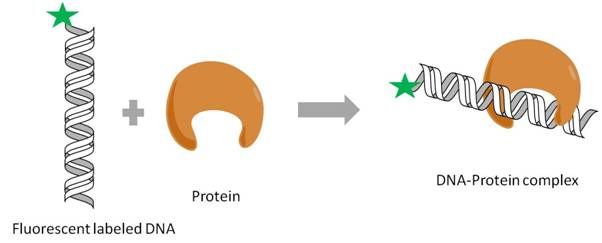 Fluorescent labeled DNA
Protein
DNA-Protein complex